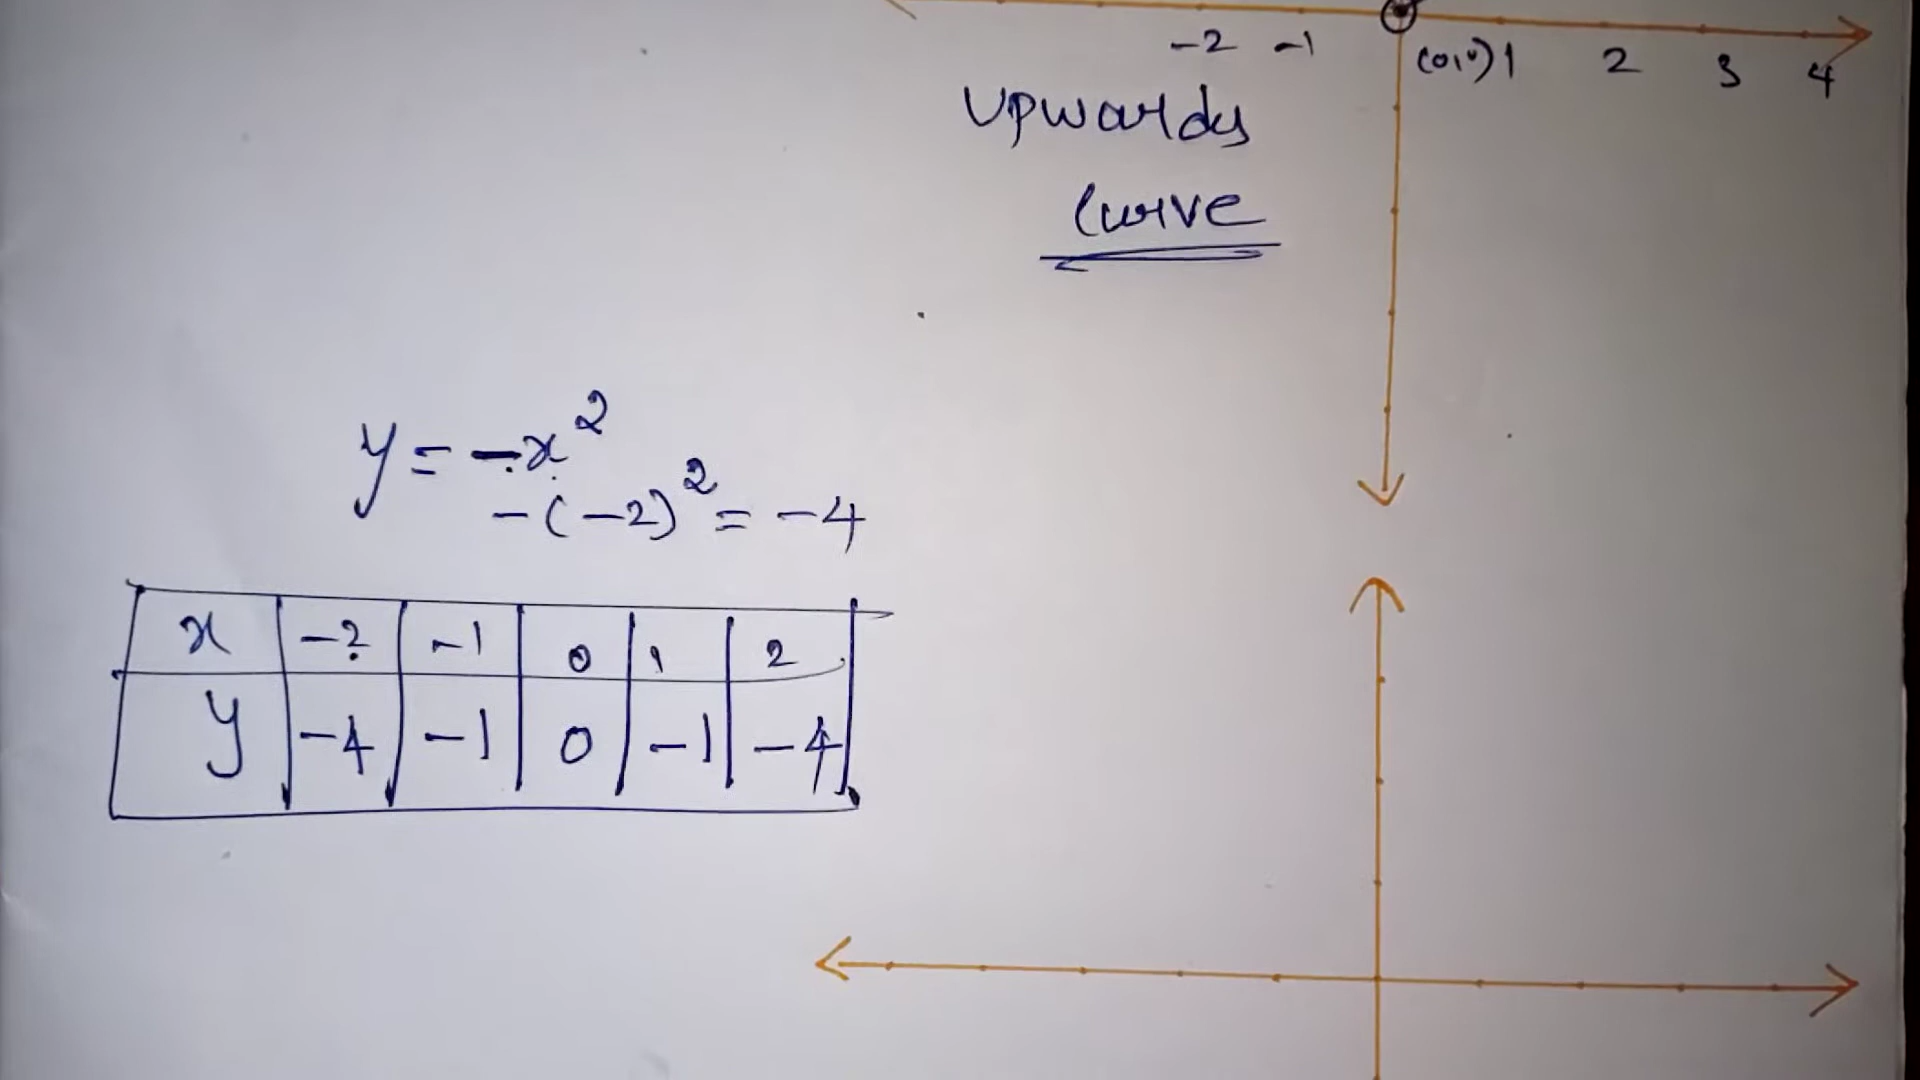 -2 -1 (0,0) 1 2 3 4
Upwards
Curve
y = -x²
-(-2)² = -4
x -2 -1 0 1 2
y -4 -1 0 -1 -4